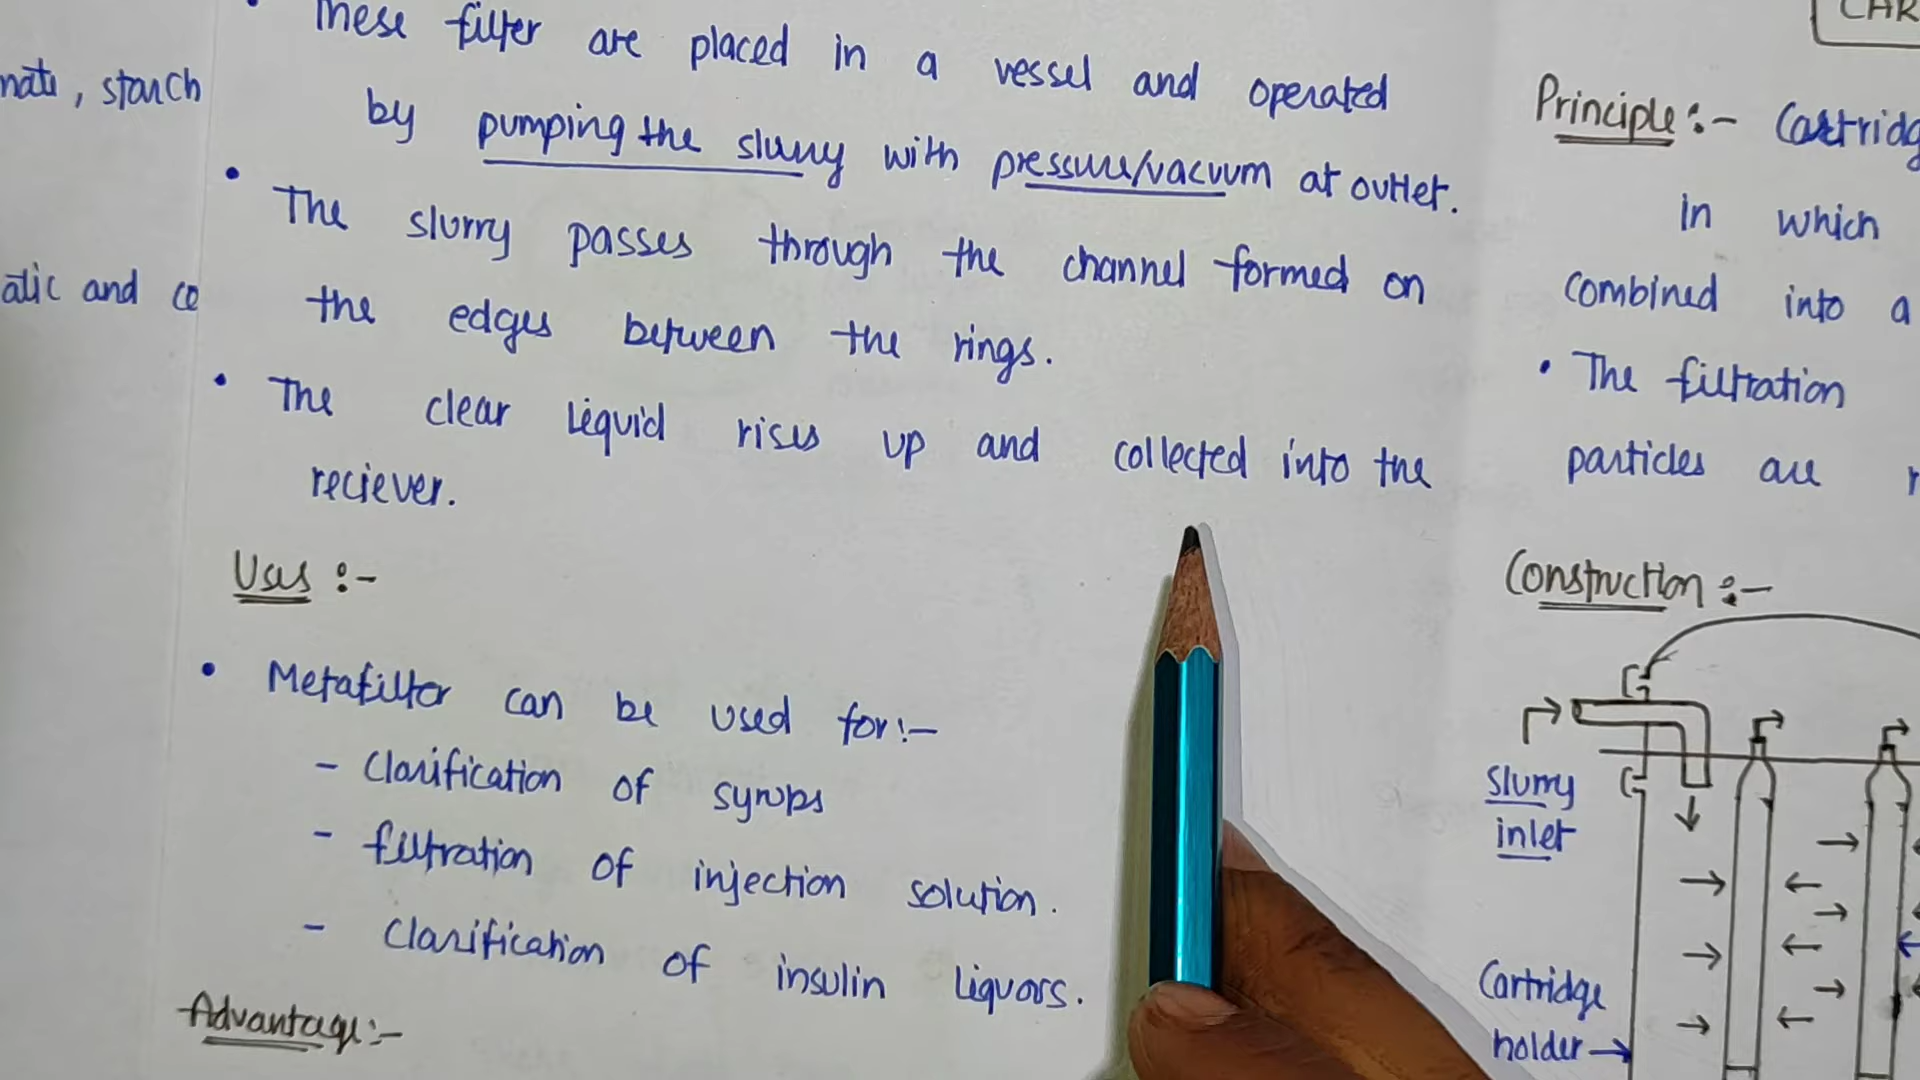 These filter are placed in a vessel and operated
by pumping the slurry with pressure/vacuum at outlet.
• The slurry passes through the channel formed on
the edges between the rings.
• The clear liquid rises up and collected into the
reciever.
Uses :-
• Metafilter can be used for:-
- Clarification of syrups
- filtration of injection solution.
- Clarification of insulin liquors.
Advantage:-
, starch
and
Principle:-
in which
combined into a
• The filtration
particles are
Construction :-
Slurry
inlet
Cartridge
holder